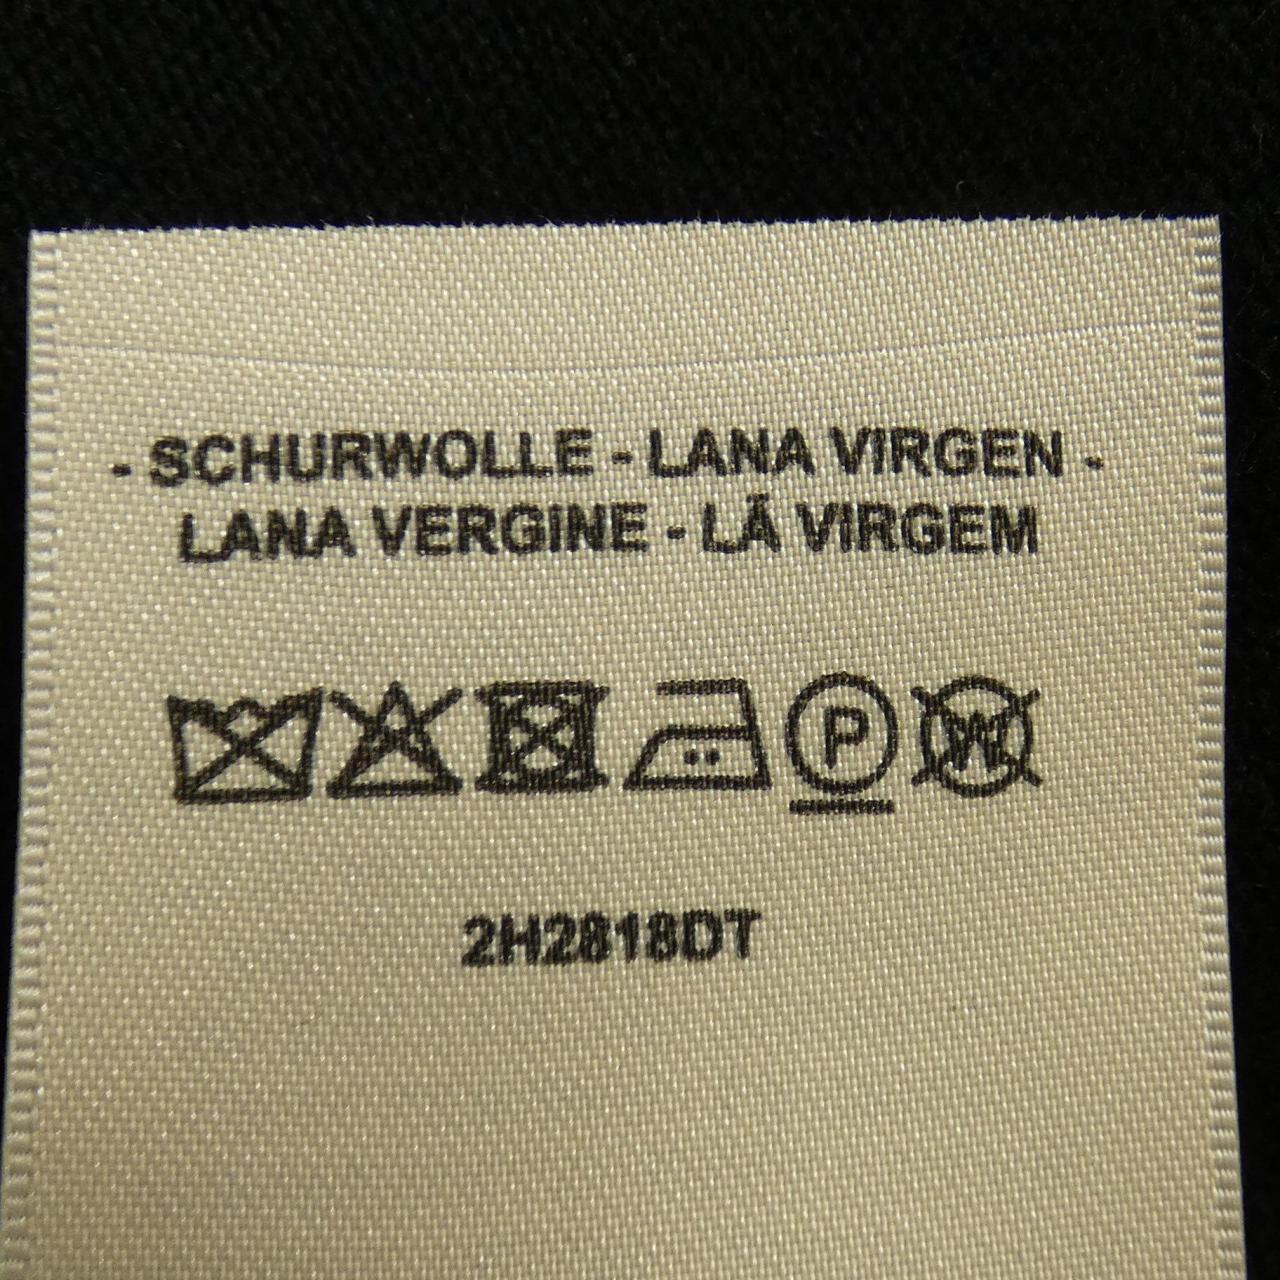 - SCHURWOLLE - LANA VIRGEN -
LANA VERGINE - LÃ VIRGEM
P W
2H2818DT